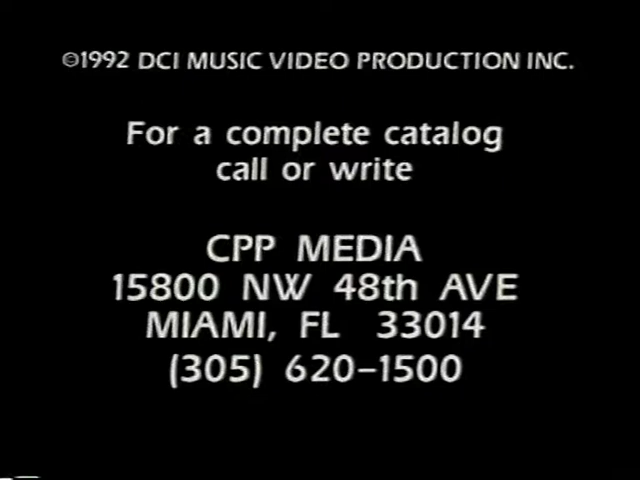 ©1992 DCI MUSIC VIDEO PRODUCTION INC.
For a complete catalog
call or write
CPP MEDIA
15800 NW 48th AVE
MIAMI, FL 33014
(305) 620-1500